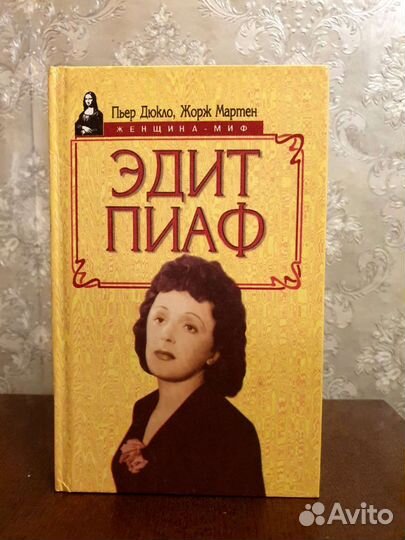 Пьер Дюкло, Жорж Мартен
ЖЕНЩИНА - МИФ
ЭДИТ
ПИАФ
Avito